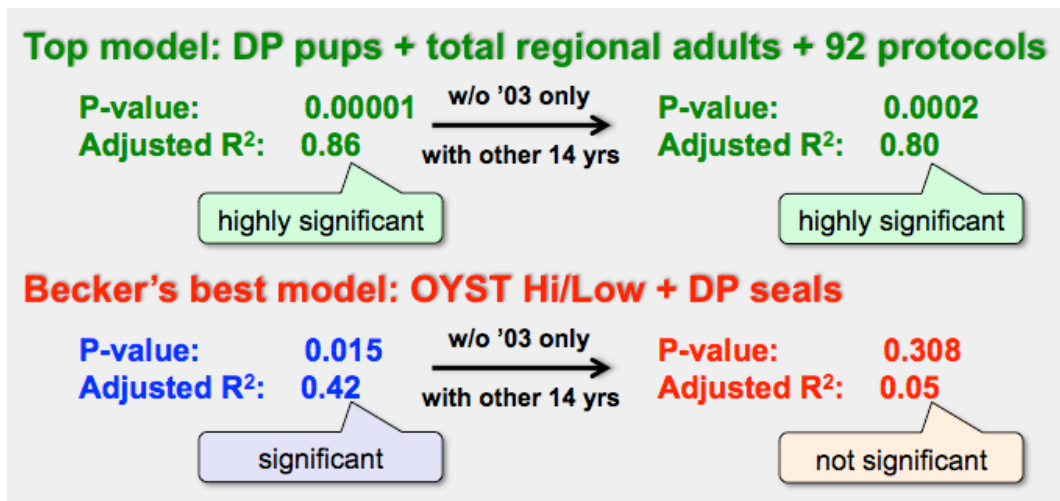 Top model: DP pups + total regional adults + 92 protocols
P-value: 0.00001 w/o ’03 only P-value: 0.0002
Adjusted R²: 0.86 with other 14 yrs Adjusted R²: 0.80
highly significant highly significant
Becker’s best model: OYST Hi/Low + DP seals
P-value: 0.015 w/o ’03 only P-value: 0.308
Adjusted R²: 0.42 with other 14 yrs Adjusted R²: 0.05
significant not significant